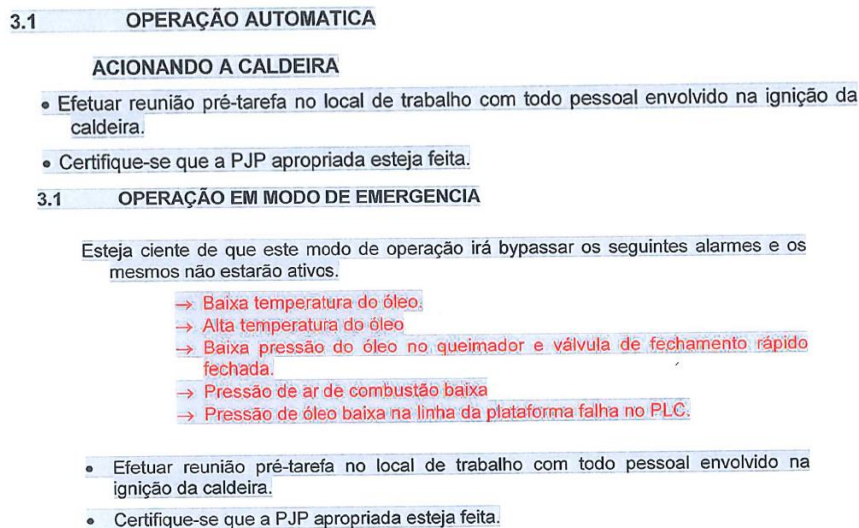 3.1 OPERAÇÃO AUTOMATICA
ACIONANDO A CALDEIRA
• Efetuar reunião pré-tarefa no local de trabalho com todo pessoal envolvido na ignição da
caldeira.
• Certifique-se que a PJP apropriada esteja feita.
3.1 OPERAÇÃO EM MODO DE EMERGENCIA
Esteja ciente de que este modo de operação irá bypassar os seguintes alarmes e os
mesmos não estarão ativos.
→ Baixa temperatura do óleo.
→ Alta temperatura do óleo
→ Baixa pressão do óleo no queimador e válvula de fechamento rápido
fechada.
→ Pressão de ar de combustão baixa
→ Pressão de óleo baixa na linha da plataforma falha no PLC.
• Efetuar reunião pré-tarefa no local de trabalho com todo pessoal envolvido na
ignição da caldeira.
• Certifique-se que a PJP apropriada esteja feita.